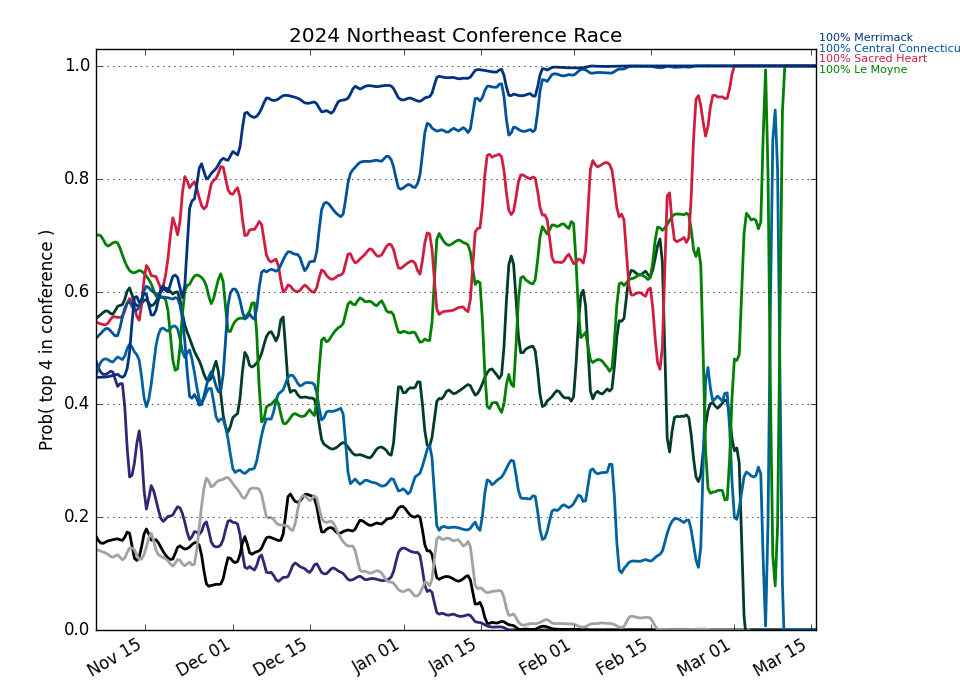 2024 Northeast Conference Race
100% Merrimack
100% Central Connecticu
100% Sacred Heart
100% Le Moyne
Prob( top 4 in conference )
1.0
0.8
0.6
0.4
0.2
0.0
Nov 15
Dec 01
Dec 15
Jan 01
Jan 15
Feb 01
Feb 15
Mar 01
Mar 15